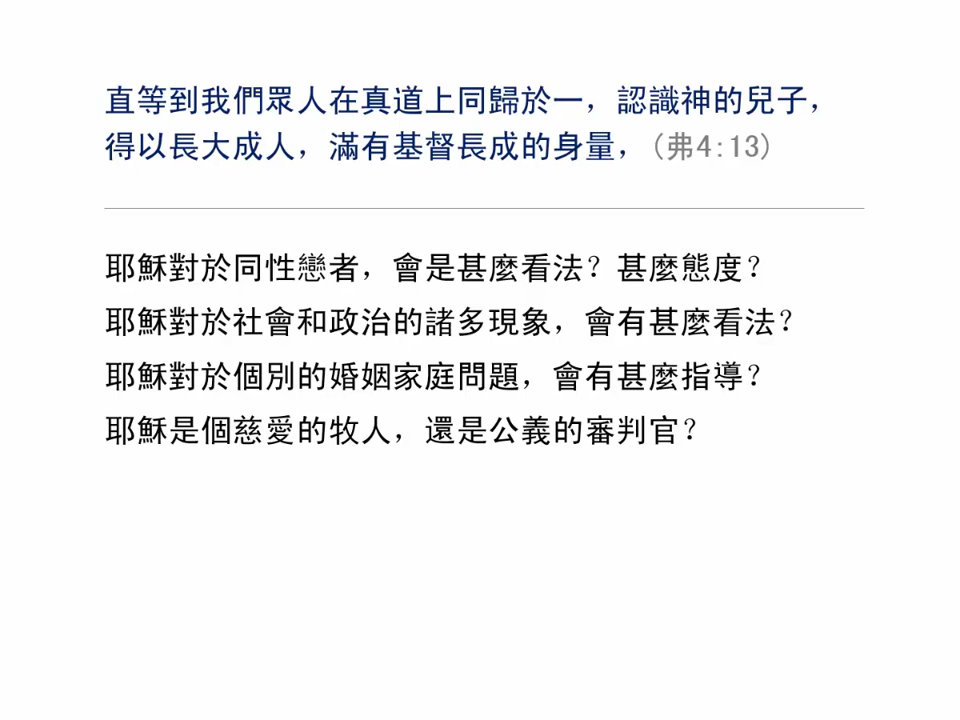 直等到我們眾人在真道上同歸於一，認識神的兒子，
得以長大成人，滿有基督長成的身量，(弗4:13)
耶穌對於同性戀者，會是甚麼看法？甚麼態度？
耶穌對於社會和政治的諸多現象，會有甚麼看法？
耶穌對於個別的婚姻家庭問題，會有甚麼指導？
耶穌是個慈愛的牧人，還是公義的審判官？